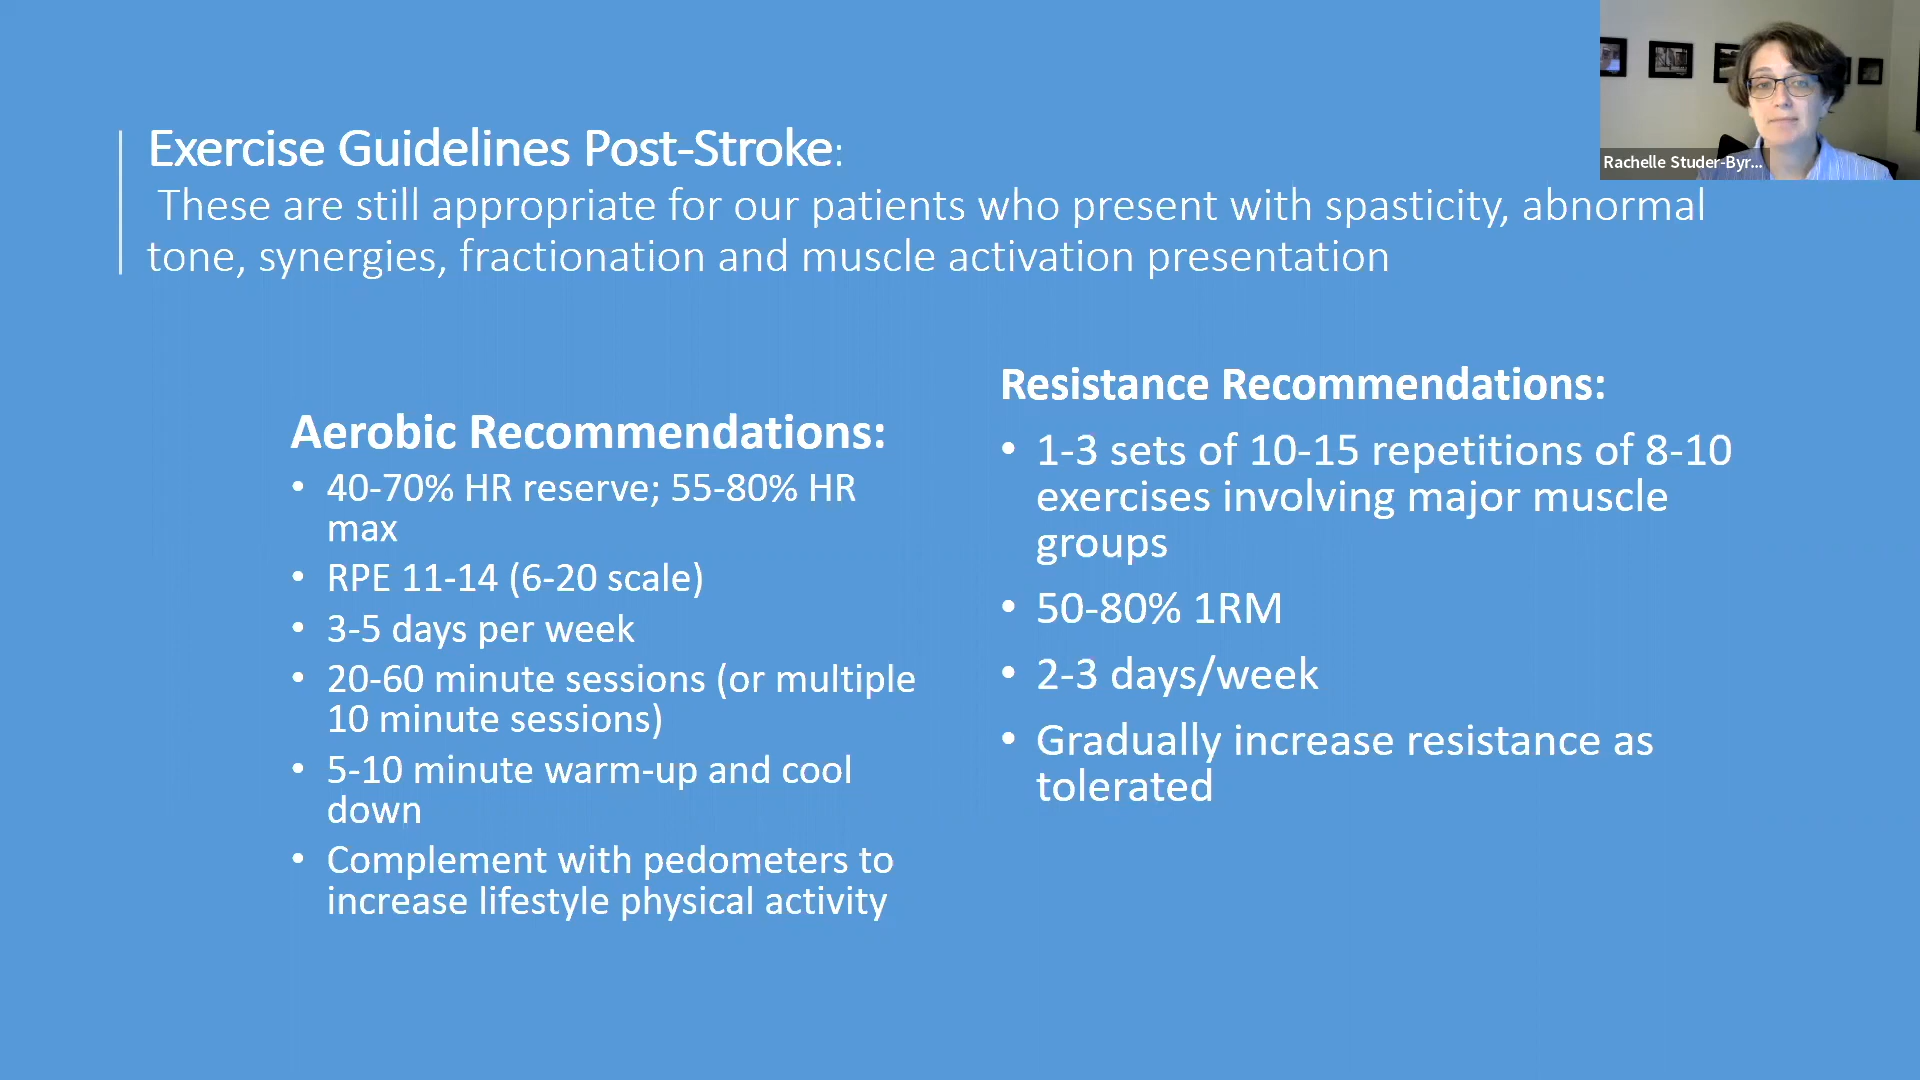 Exercise Guidelines Post-Stroke:
These are still appropriate for our patients who present with spasticity, abnormal
tone, synergies, fractionation and muscle activation presentation
Aerobic Recommendations:
• 40-70% HR reserve; 55-80% HR
max
• RPE 11-14 (6-20 scale)
• 3-5 days per week
• 20-60 minute sessions (or multiple
10 minute sessions)
• 5-10 minute warm-up and cool
down
• Complement with pedometers to
increase lifestyle physical activity
Resistance Recommendations:
• 1-3 sets of 10-15 repetitions of 8-10
exercises involving major muscle
groups
• 50-80% 1RM
• 2-3 days/week
• Gradually increase resistance as
tolerated
Rachelle Studer-Byr...